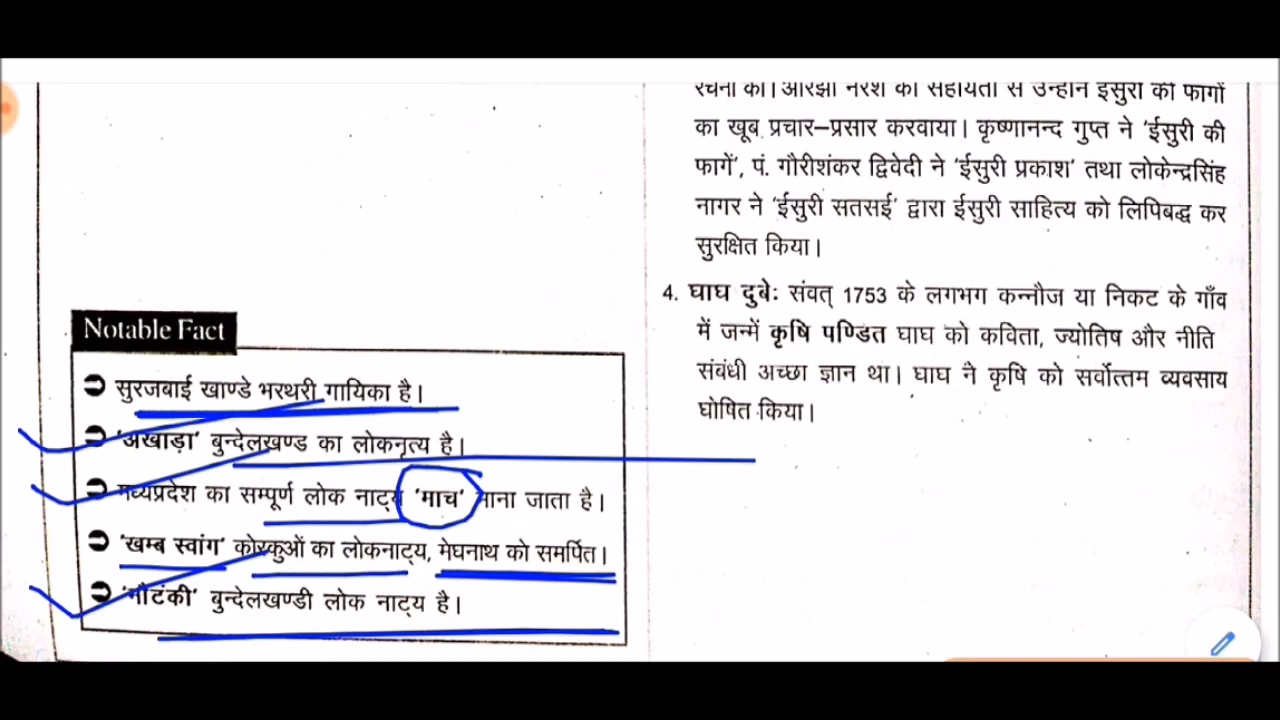 Notable Fact
➲ सुरजबाई खाण्डे भरथरी गायिका है।
➲ 'अखाड़ा' बुन्देलखण्ड का लोकनृत्य है।
➲ मध्यप्रदेश का सम्पूर्ण लोक नाट्य 'माच' माना जाता है।
➲ 'खम्ब स्वांग' कोरकुओं का लोकनाट्य, मेघनाथ को समर्पित।
➲ 'नौटंकी' बुन्देलखण्डी लोक नाट्य है।
रचना की। ओरछा नरेश की सहायता से उन्होंने ईसुरी की फागों
का खूब प्रचार–प्रसार करवाया। कृष्णानन्द गुप्त ने 'ईसुरी की
फागें', पं. गौरीशंकर द्विवेदी ने 'ईसुरी प्रकाश' तथा लोकेन्द्रसिंह
नागर ने 'ईसुरी सतसई' द्वारा ईसुरी साहित्य को लिपिबद्ध कर
सुरक्षित किया।
4. घाघ दुबेः संवत् 1753 के लगभग कन्नौज या निकट के गाँव
में जन्में कृषि पण्डित घाघ को कविता, ज्योतिष और नीति
संबंधी अच्छा ज्ञान था। घाघ नै कृषि को सर्वोत्तम व्यवसाय
घोषित किया।